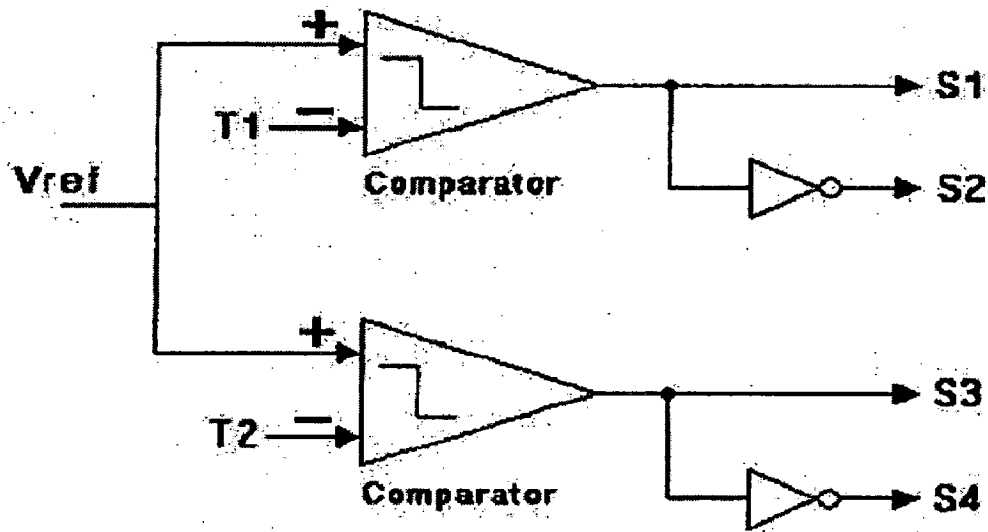 +
S1
T1
−
Vref
Comparator
S2
+
S3
T2
−
Comparator
S4